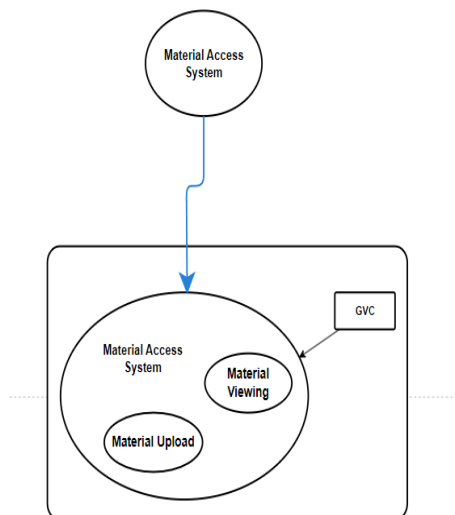 Material Access
System
GVC
Material Access
System
Material
Viewing
Material Upload